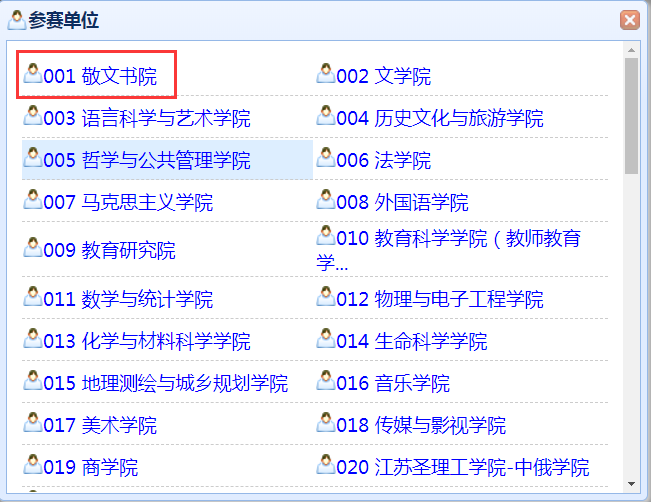 参赛单位
001 敬文书院
002 文学院
003 语言科学与艺术学院
004 历史文化与旅游学院
005 哲学与公共管理学院
006 法学院
007 马克思主义学院
008 外国语学院
009 教育研究院
010 教育科学学院（教师教育
学...
011 数学与统计学院
012 物理与电子工程学院
013 化学与材料科学学院
014 生命科学学院
015 地理测绘与城乡规划学院
016 音乐学院
017 美术学院
018 传媒与影视学院
019 商学院
020 江苏圣理工学院-中俄学院